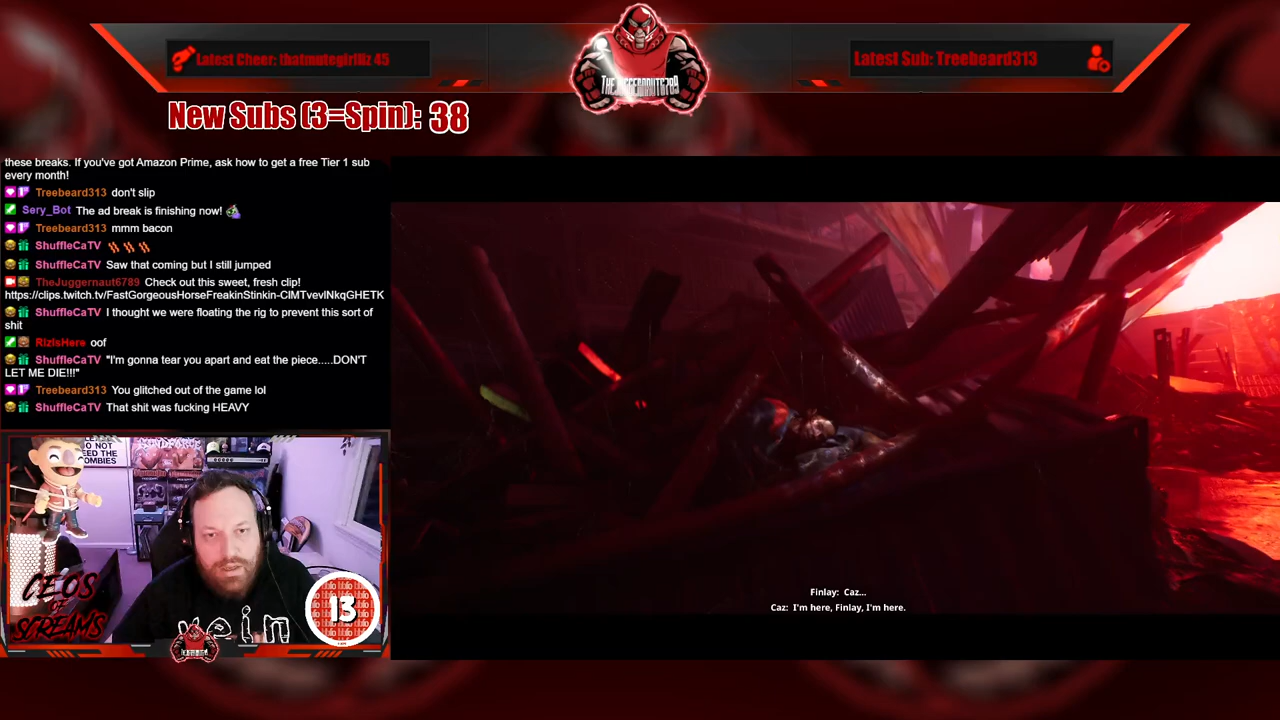 Latest Cheer: thatmutegirlliz 45
THEJUGGERNAUT6789
Latest Sub: Treebeard313
New Subs (3=Spin): 38
these breaks. If you've got Amazon Prime, ask how to get a free Tier 1 sub
every month!
Treebeard313 don't slip
Sery_Bot The ad break is finishing now!
Treebeard313 mmm bacon
ShuffleCaTV
ShuffleCaTV Saw that coming but I still jumped
TheJuggernaut6789 Check out this sweet, fresh clip!
https://clips.twitch.tv/FastGorgeousHorseFreakinStinkin-ClMTvevlNkqGHETK
ShuffleCaTV I thought we were floating the rig to prevent this sort of
shit
RizIsHere oof
ShuffleCaTV "I'm gonna tear you apart and eat the piece.....DON'T
LET ME DIE!!!"
Treebeard313 You glitched out of the game lol
ShuffleCaTV That shit was fucking HEAVY
DO NOT
FEED THE
ZOMBIES
CEOS
OF
SCREAMS
13
Finlay: Caz...
Caz: I'm here, Finlay, I'm here.